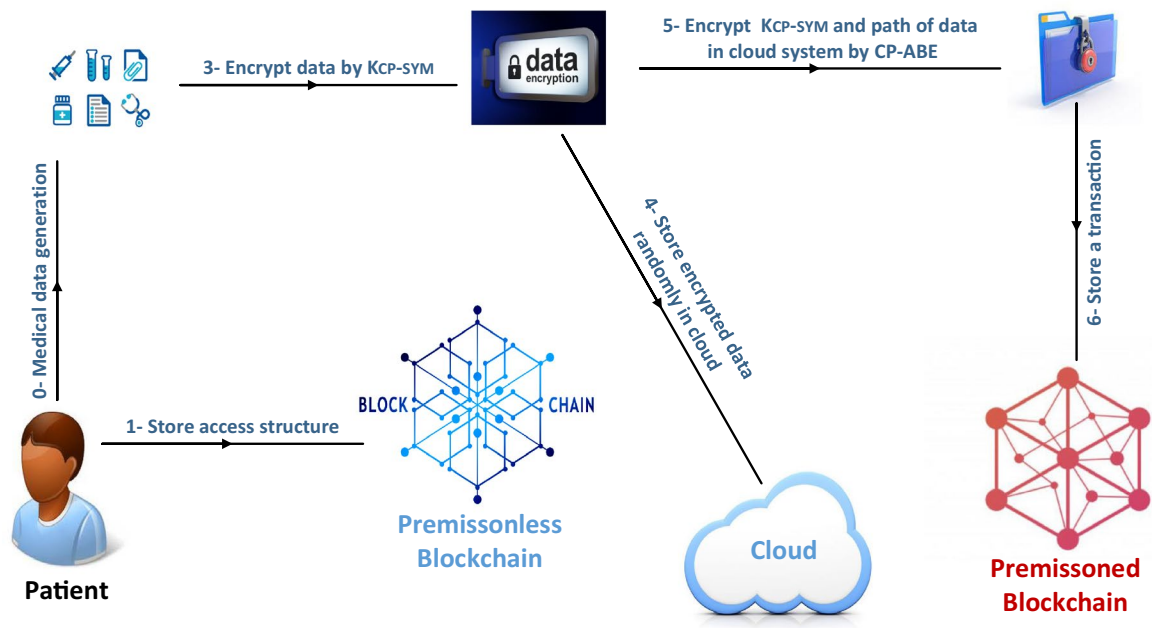 5- Encrypt KCP-SYM and path of data
in cloud system by CP-ABE
data
encryption
3- Encrypt data by KCP-SYM
0- Medical data generation
4- Store encrypted data
randomly in cloud
6- Store a transaction
BLOCK CHAIN
1- Store access structure
Premissonless
Blockchain
Cloud
Patient
Premissoned
Blockchain